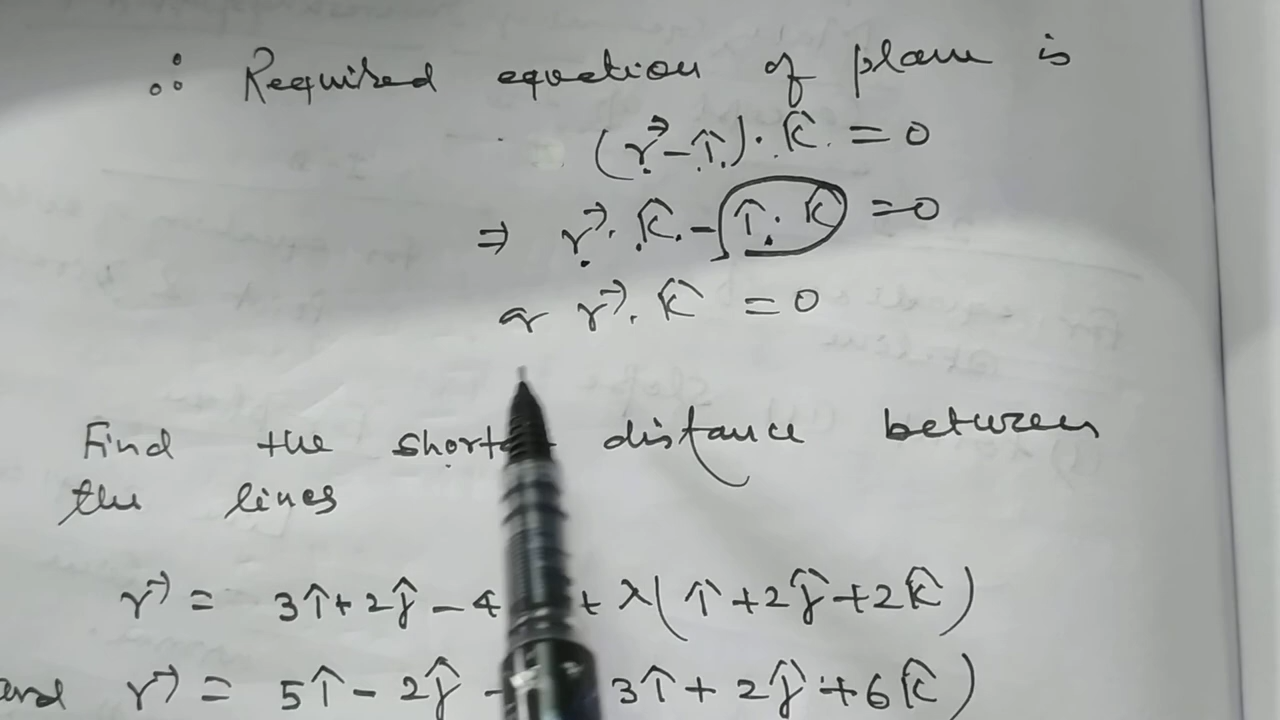 ∴ Required equation of plane is
(r⃗ - î). k̂. = 0
⇒ r⃗. k̂. - î. k̂ = 0
or r⃗. k̂ = 0
Find the distance between
the lines
r⃗ = 3î + 2ĵ - 4 + λ(î + 2ĵ + 2k̂)
and r⃗ = 5î - 2ĵ 3î + 2ĵ + 6k̂)